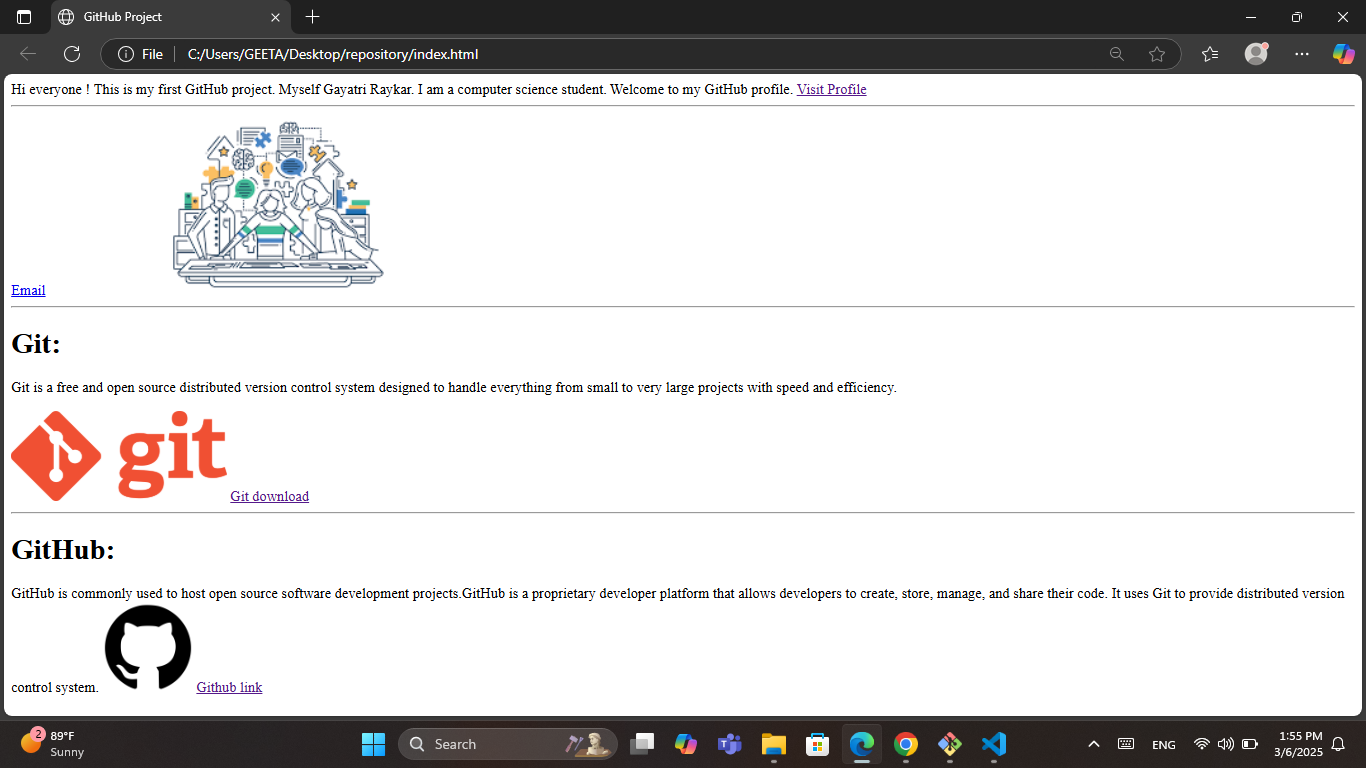 GitHub Project
File
C:/Users/GEETA/Desktop/repository/index.html
Hi everyone ! This is my first GitHub project. Myself Gayatri Raykar. I am a computer science student. Welcome to my GitHub profile. Visit Profile
Email
Git:
Git is a free and open source distributed version control system designed to handle everything from small to very large projects with speed and efficiency.
git
Git download
GitHub:
GitHub is commonly used to host open source software development projects.GitHub is a proprietary developer platform that allows developers to create, store, manage, and share their code. It uses Git to provide distributed version
control system. Github link
2
89°F
Sunny
Search
ENG
1:55 PM
3/6/2025